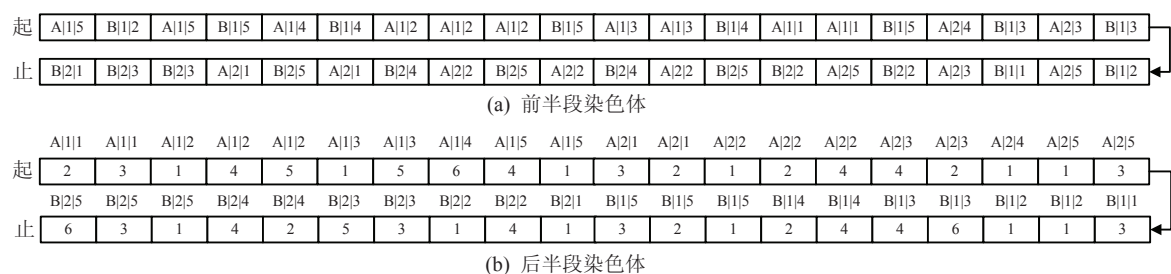 起 A|1|5 B|1|2 A|1|5 B|1|5 A|1|4 B|1|4 A|1|2 A|1|2 A|1|2 B|1|5 A|1|3 A|1|3 B|1|4 A|1|1 A|1|1 B|1|5 A|2|4 B|1|3 A|2|3 B|1|3
止 B|2|1 B|2|3 B|2|3 A|2|1 B|2|5 A|2|1 B|2|4 A|2|2 B|2|5 A|2|2 B|2|4 A|2|2 B|2|5 B|2|2 A|2|5 B|2|2 A|2|3 B|1|1 A|2|5 B|1|2
(a) 前半段染色体
A|1|1 A|1|1 A|1|2 A|1|2 A|1|2 A|1|3 A|1|3 A|1|4 A|1|5 A|1|5 A|2|1 A|2|1 A|2|2 A|2|2 A|2|2 A|2|3 A|2|3 A|2|4 A|2|5 A|2|5
起 2 3 1 4 5 1 5 6 4 1 3 2 1 2 4 4 2 1 1 3
B|2|5 B|2|5 B|2|5 B|2|4 B|2|4 B|2|3 B|2|3 B|2|2 B|2|2 B|2|1 B|1|5 B|1|5 B|1|5 B|1|4 B|1|4 B|1|3 B|1|3 B|1|2 B|1|2 B|1|1
止 6 3 1 4 2 5 3 1 4 1 3 2 1 2 4 4 6 1 1 3
(b) 后半段染色体